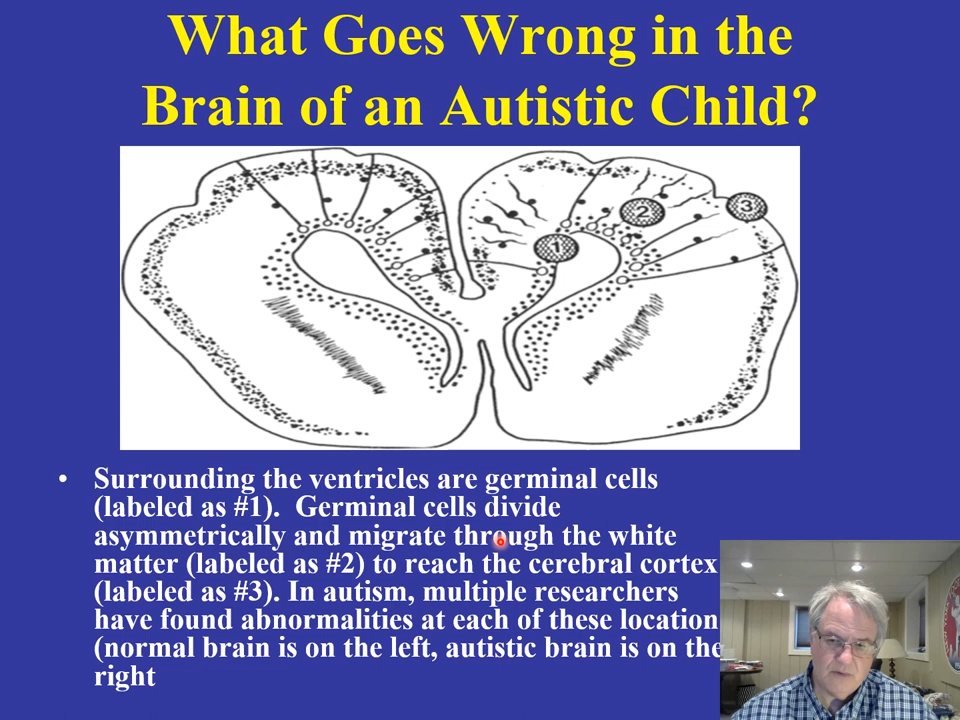 What Goes Wrong in the
Brain of an Autistic Child?
1
2
3
• Surrounding the ventricles are germinal cells
(labeled as #1). Germinal cells divide
asymmetrically and migrate through the white
matter (labeled as #2) to reach the cerebral cortex
(labeled as #3). In autism, multiple researchers
have found abnormalities at each of these location
(normal brain is on the left, autistic brain is on the
right